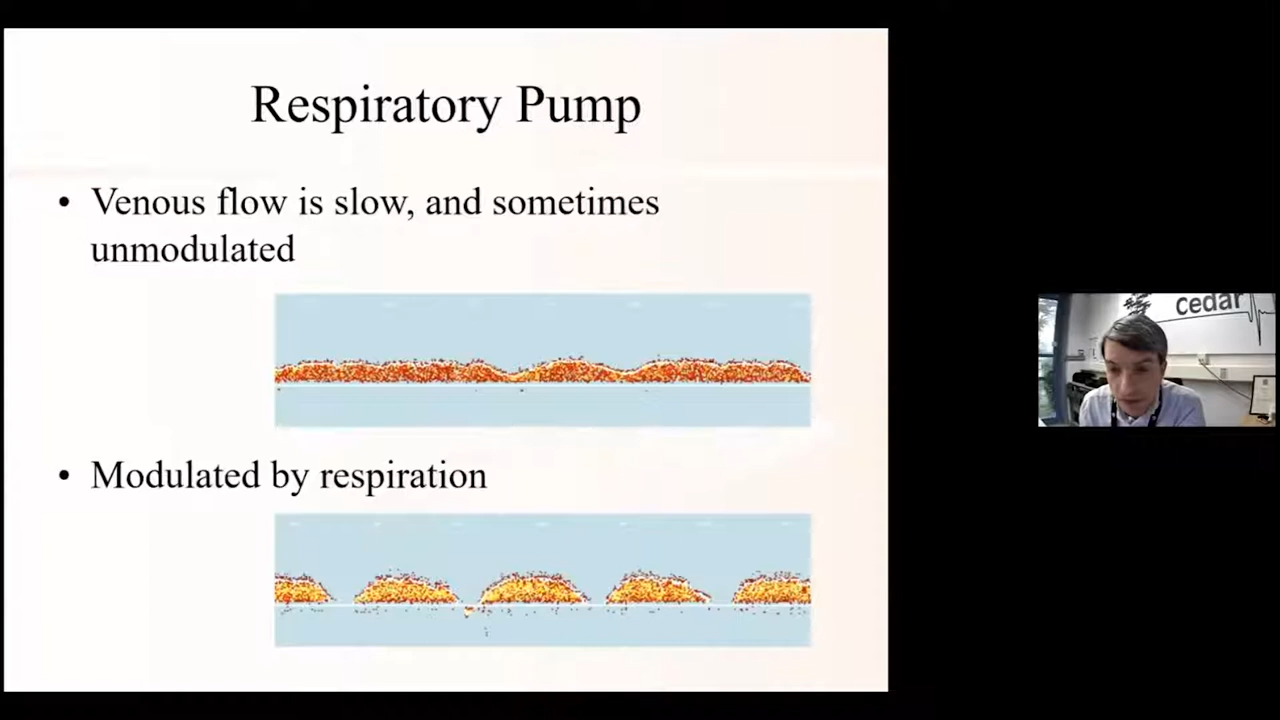 Respiratory Pump
• Venous flow is slow, and sometimes
unmodulated
• Modulated by respiration
cedar